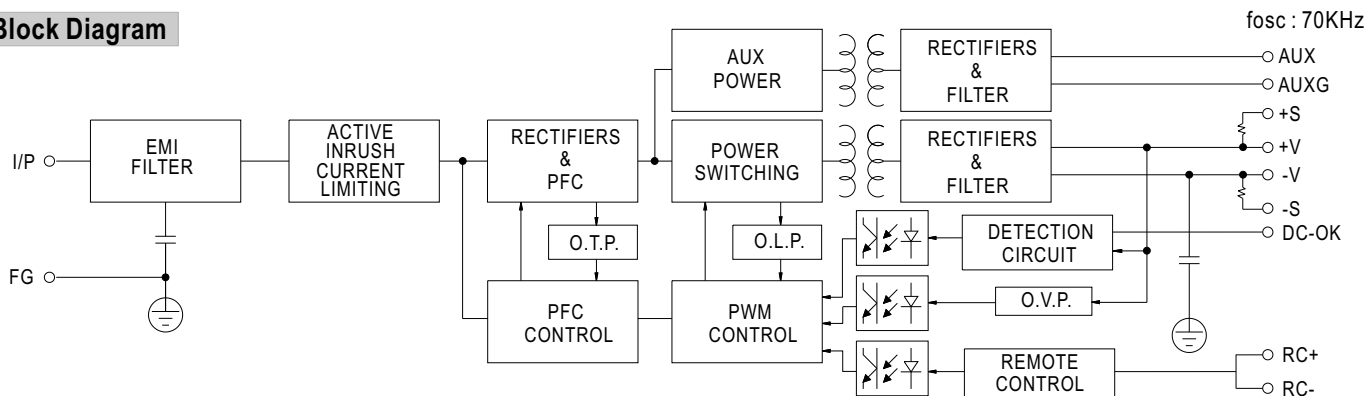 Block Diagram
fosc : 70KHz
AUX
POWER
RECTIFIERS
&
FILTER
AUX
AUXG
I/P
EMI
FILTER
ACTIVE
INRUSH
CURRENT
LIMITING
RECTIFIERS
&
PFC
POWER
SWITCHING
RECTIFIERS
&
FILTER
+S
+V
-V
-S
O.T.P.
O.L.P.
DETECTION
CIRCUIT
DC-OK
FG
PFC
CONTROL
PWM
CONTROL
O.V.P.
REMOTE
CONTROL
RC+
RC-